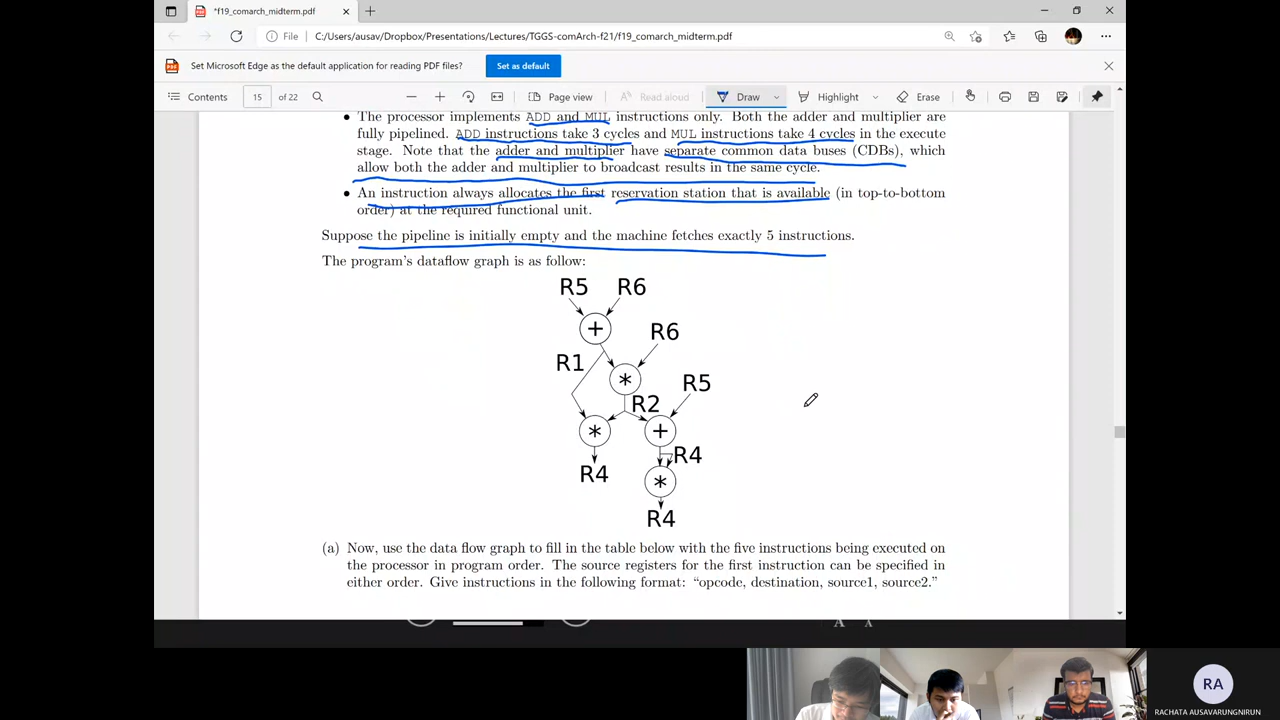 *f19_comarch_midterm.pdf
File
C:/Users/ausav/Dropbox/Presentations/Lectures/TGGS-comArch-f21/f19_comarch_midterm.pdf
Set Microsoft Edge as the default application for reading PDF files?
Set as default
Contents
15
of 22
Page view
Read aloud
Draw
Highlight
Erase
• The processor implements ADD and MUL instructions only. Both the adder and multiplier are
fully pipelined. ADD instructions take 3 cycles and MUL instructions take 4 cycles in the execute
stage. Note that the adder and multiplier have separate common data buses (CDBs), which
allow both the adder and multiplier to broadcast results in the same cycle.
• An instruction always allocates the first reservation station that is available (in top-to-bottom
order) at the required functional unit.
Suppose the pipeline is initially empty and the machine fetches exactly 5 instructions.
The program's dataflow graph is as follow:
R5 R6
+
R6
R1
*
R5
R2
* +
R4
R4
*
R4
(a) Now, use the data flow graph to fill in the table below with the five instructions being executed on
the processor in program order. The source registers for the first instruction can be specified in
either order. Give instructions in the following format: "opcode, destination, source1, source2."
A A
RA
RACHATA AUSAVARUNGNIRUN